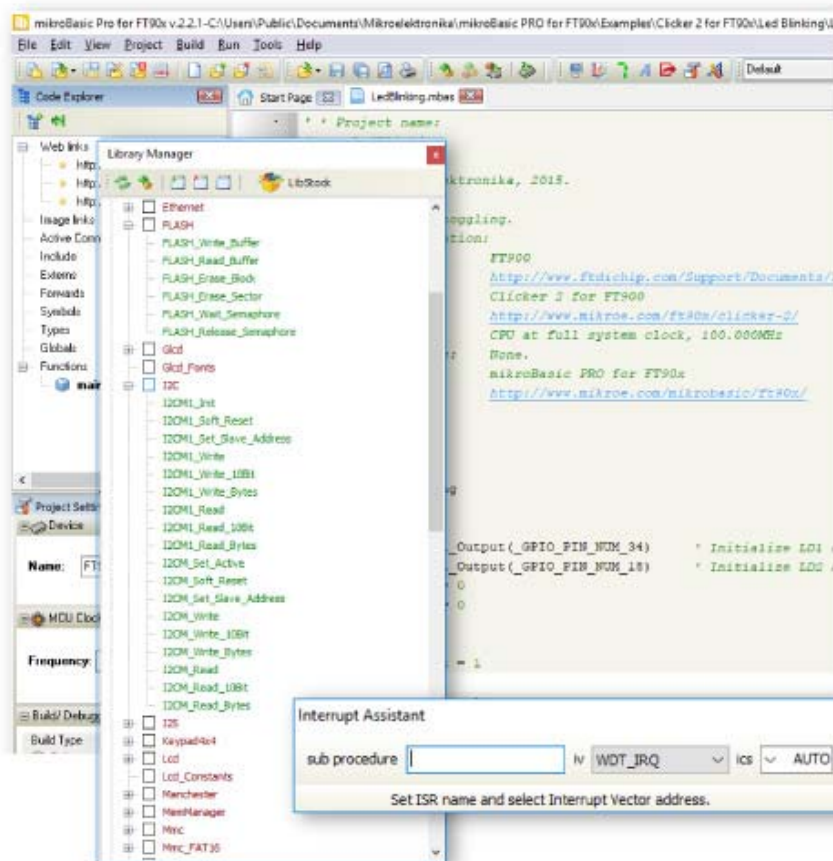 mikroBasic Pro for FT90x v.2.2.1-C:\Users\Public\Documents\Mikroelektronika\mikroBasic PRO for FT90x\Examples\Clicker 2 for FT90x\Led Blinking\L
File Edit View Project Build Run Tools Help
Default
Code Explorer
Start Page
LedBlinking.mbas
' * Project name:
Web links
http:
http:
http:
Image links
Active Comm
Include
Externs
Forwards
Symbols
Types
Globals
Functions
main
Library Manager
LibStock
Ethernet
FLASH
FLASH_Write_Buffer
FLASH_Read_Buffer
FLASH_Erase_Block
FLASH_Erase_Sector
FLASH_Wait_Semaphore
FLASH_Release_Semaphore
Glcd
Glcd_Fonts
I2C
I2CM1_Init
I2CM1_Soft_Reset
I2CM1_Set_Slave_Address
I2CM1_Write
I2CM1_Write_10Bit
I2CM1_Write_Bytes
I2CM1_Read
I2CM1_Read_10Bit
I2CM1_Read_Bytes
I2CM_Set_Active
I2CM_Soft_Reset
I2CM_Set_Slave_Address
I2CM_Write
I2CM_Write_10Bit
I2CM_Write_Bytes
I2CM_Read
I2CM_Read_10Bit
I2CM_Read_Bytes
I2S
Keypad4x4
Lcd
Lcd_Constants
Manchester
MemManager
Mmc
Mmc_FAT16
ektronika, 2015.
oggling.
tion:
FT900
http://www.ftdichip.com/Support/Documents/
Clicker 2 for FT900
http://www.mikroe.com/ft90x/clicker-2/
CPU at full system clock, 100.000MHz
: None.
mikroBasic PRO for FT90x
http://www.mikroe.com/mikrobasic/ft90x/
_Output(_GPIO_PIN_NUM_34) ' Initialize LD1
_Output(_GPIO_PIN_NUM_18) ' Initialize LD2
= 0
= 0
= 1
Project Setti
Device
Name: FT9
MCU Clock
Frequency:
Build/ Debugg
Build Type
Interrupt Assistant
sub procedure iv WDT_IRQ ics AUTO
Set ISR name and select Interrupt Vector address.